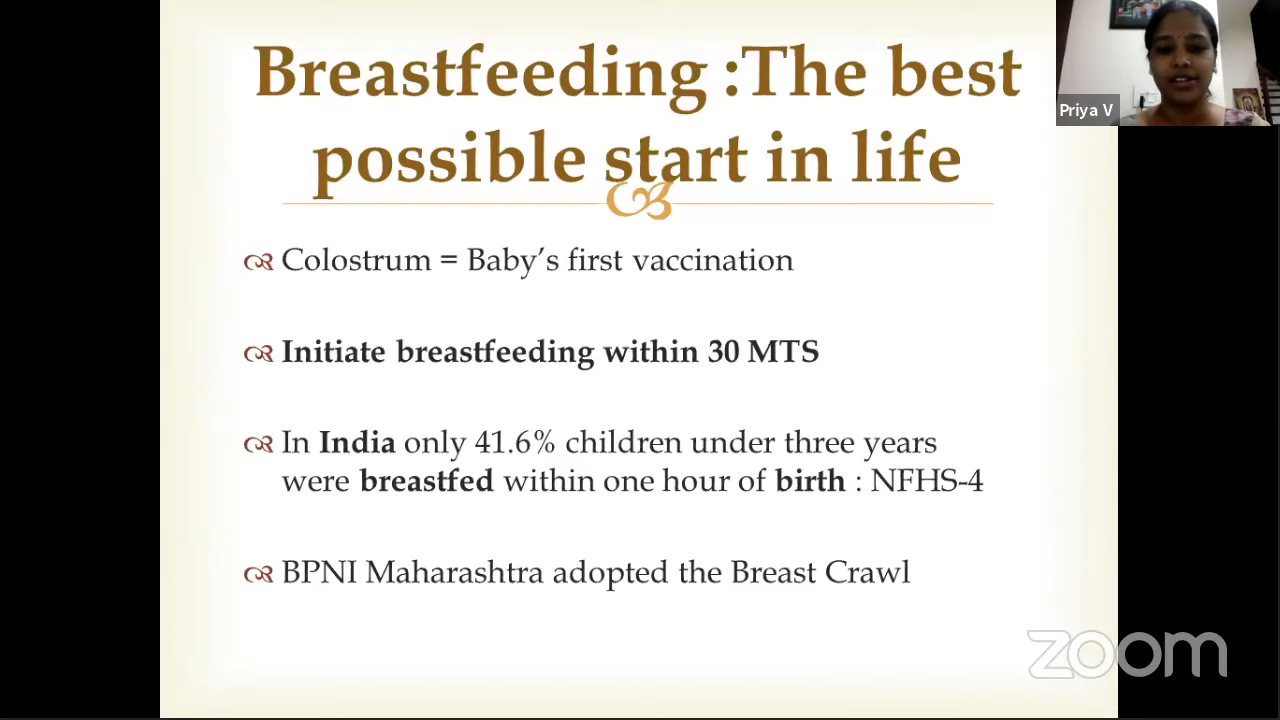 Breastfeeding :The best
possible start in life
Colostrum = Baby’s first vaccination
Initiate breastfeeding within 30 MTS
In India only 41.6% children under three years
were breastfed within one hour of birth : NFHS-4
BPNI Maharashtra adopted the Breast Crawl
Priya V
zoom